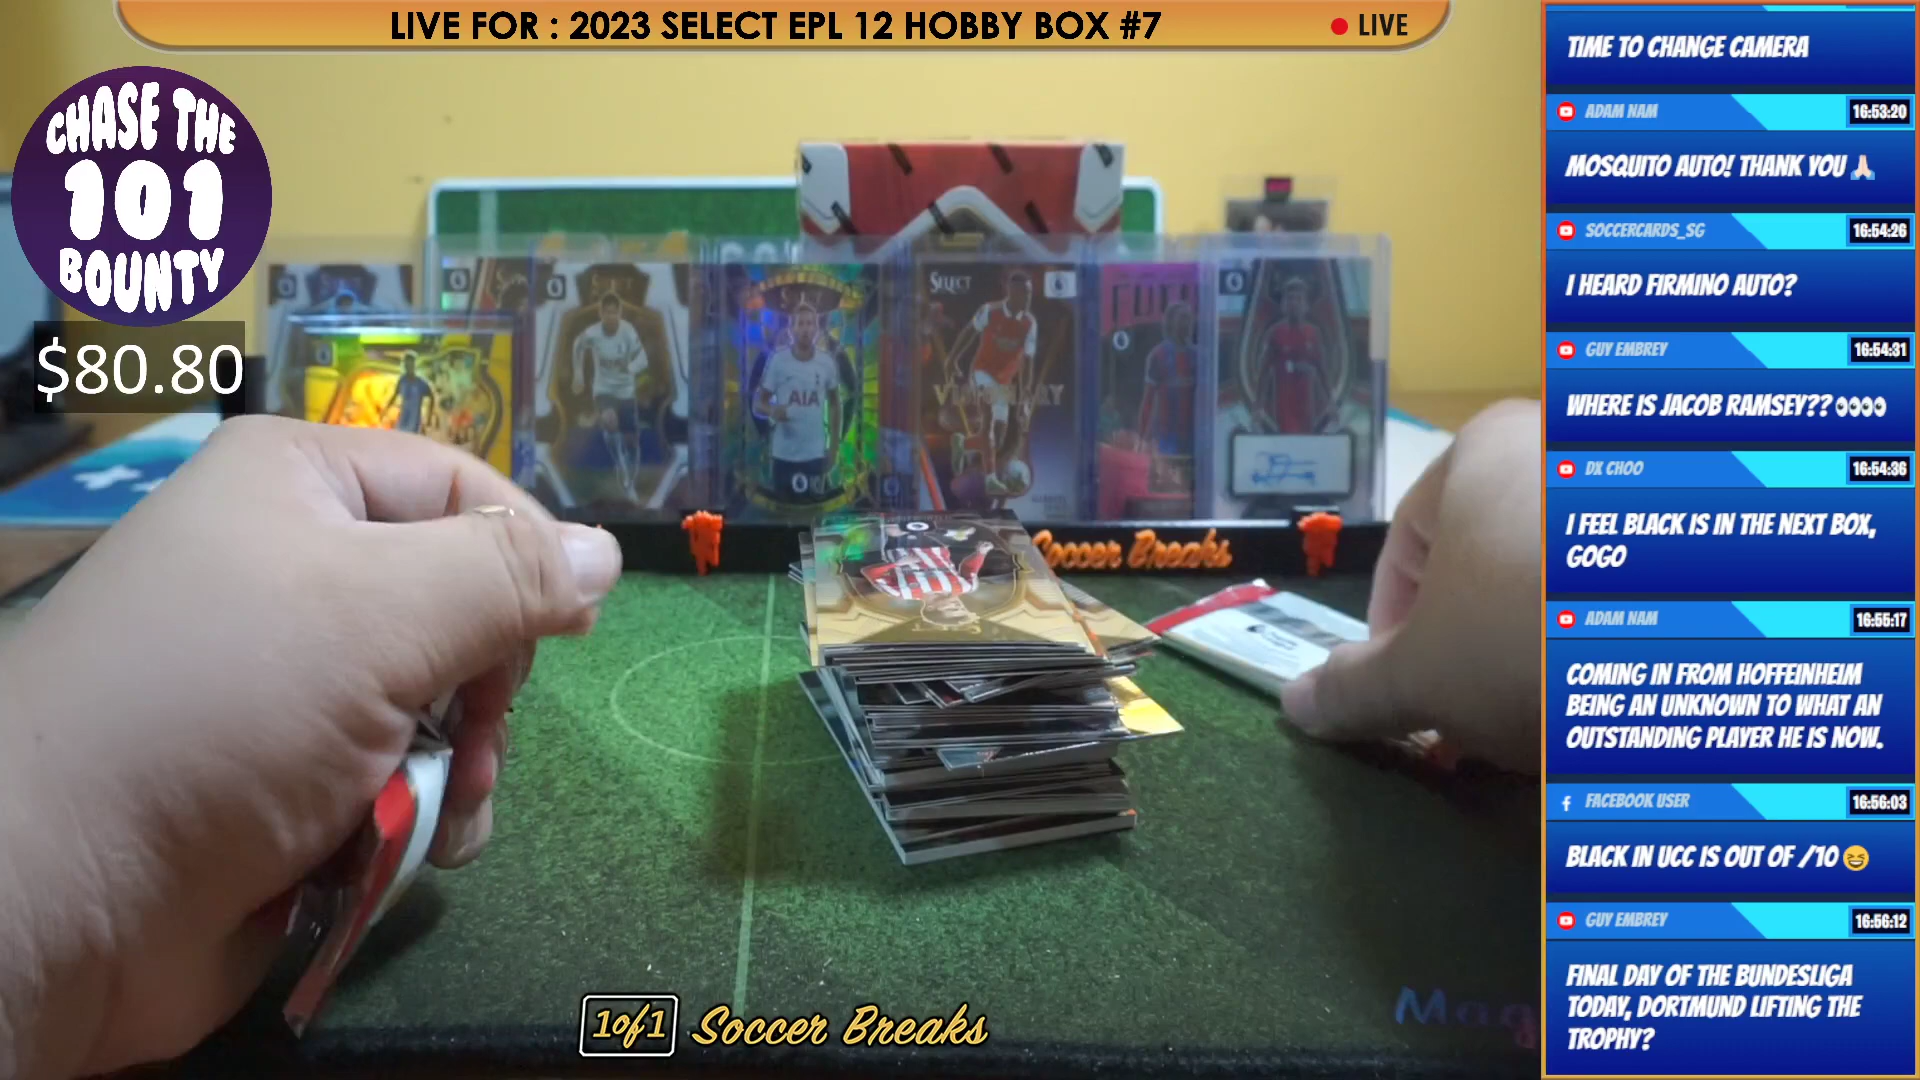 LIVE FOR : 2023 SELECT EPL 12 HOBBY BOX #7
LIVE
CHASE THE
101
BOUNTY
$80.80
SELECT
AIA
Soccer Breaks
1of1 Soccer Breaks
TIME TO CHANGE CAMERA
ADAM NAM 16:53:20
MOSQUITO AUTO! THANK YOU 🙏🏻
SOCCERCARDS_SG 16:54:26
I HEARD FIRMINO AUTO?
GUY EMBREY 16:54:31
WHERE IS JACOB RAMSEY?? 👀👀
DX CHOO 16:54:36
I FEEL BLACK IS IN THE NEXT BOX,
GOGO
ADAM NAM 16:55:17
COMING IN FROM HOFFEINHEIM
BEING AN UNKNOWN TO WHAT AN
OUTSTANDING PLAYER HE IS NOW.
FACEBOOK USER 16:56:03
BLACK IN UCC IS OUT OF /10 😆
GUY EMBREY 16:56:12
FINAL DAY OF THE BUNDESLIGA
TODAY, DORTMUND LIFTING THE
TROPHY?